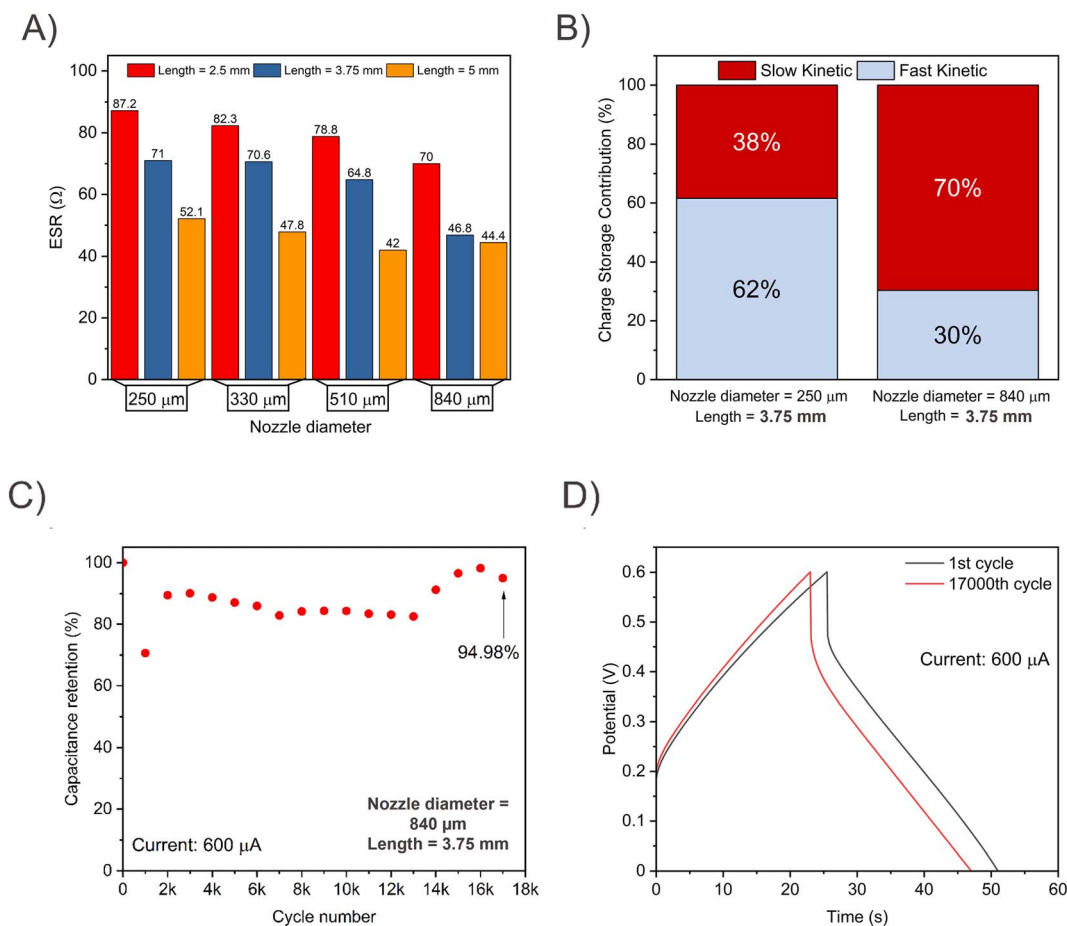 A)
Length = 2.5 mm Length = 3.75 mm Length = 5 mm
ESR (Ω)
100
80
60
40
20
0
87.2
71
52.1
82.3
70.6
47.8
78.8
64.8
42
70
46.8
44.4
250 μm 330 μm 510 μm 840 μm
Nozzle diameter
B)
Slow Kinetic Fast Kinetic
Charge Storage Contribution (%)
100
80
60
40
20
0
38%
62%
70%
30%
Nozzle diameter = 250 μm
Length = 3.75 mm
Nozzle diameter = 840 μm
Length = 3.75 mm
C)
Capacitance retention (%)
100
80
60
40
20
0
94.98%
Nozzle diameter =
840 μm
Length = 3.75 mm
Current: 600 μA
0 2k 4k 6k 8k 10k 12k 14k 16k 18k
Cycle number
D)
1st cycle
17000th cycle
Current: 600 μA
Potential (V)
0.6
0.4
0.3
0.2
0.1
0
0 10 20 30 40 50 60
Time (s)